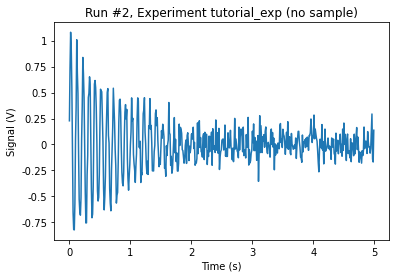 Run #2, Experiment tutorial_exp (no sample)
Signal (V)
1
0.75
0.5
0.25
0
-0.25
-0.5
-0.75
0 1 2 3 4 5
Time (s)